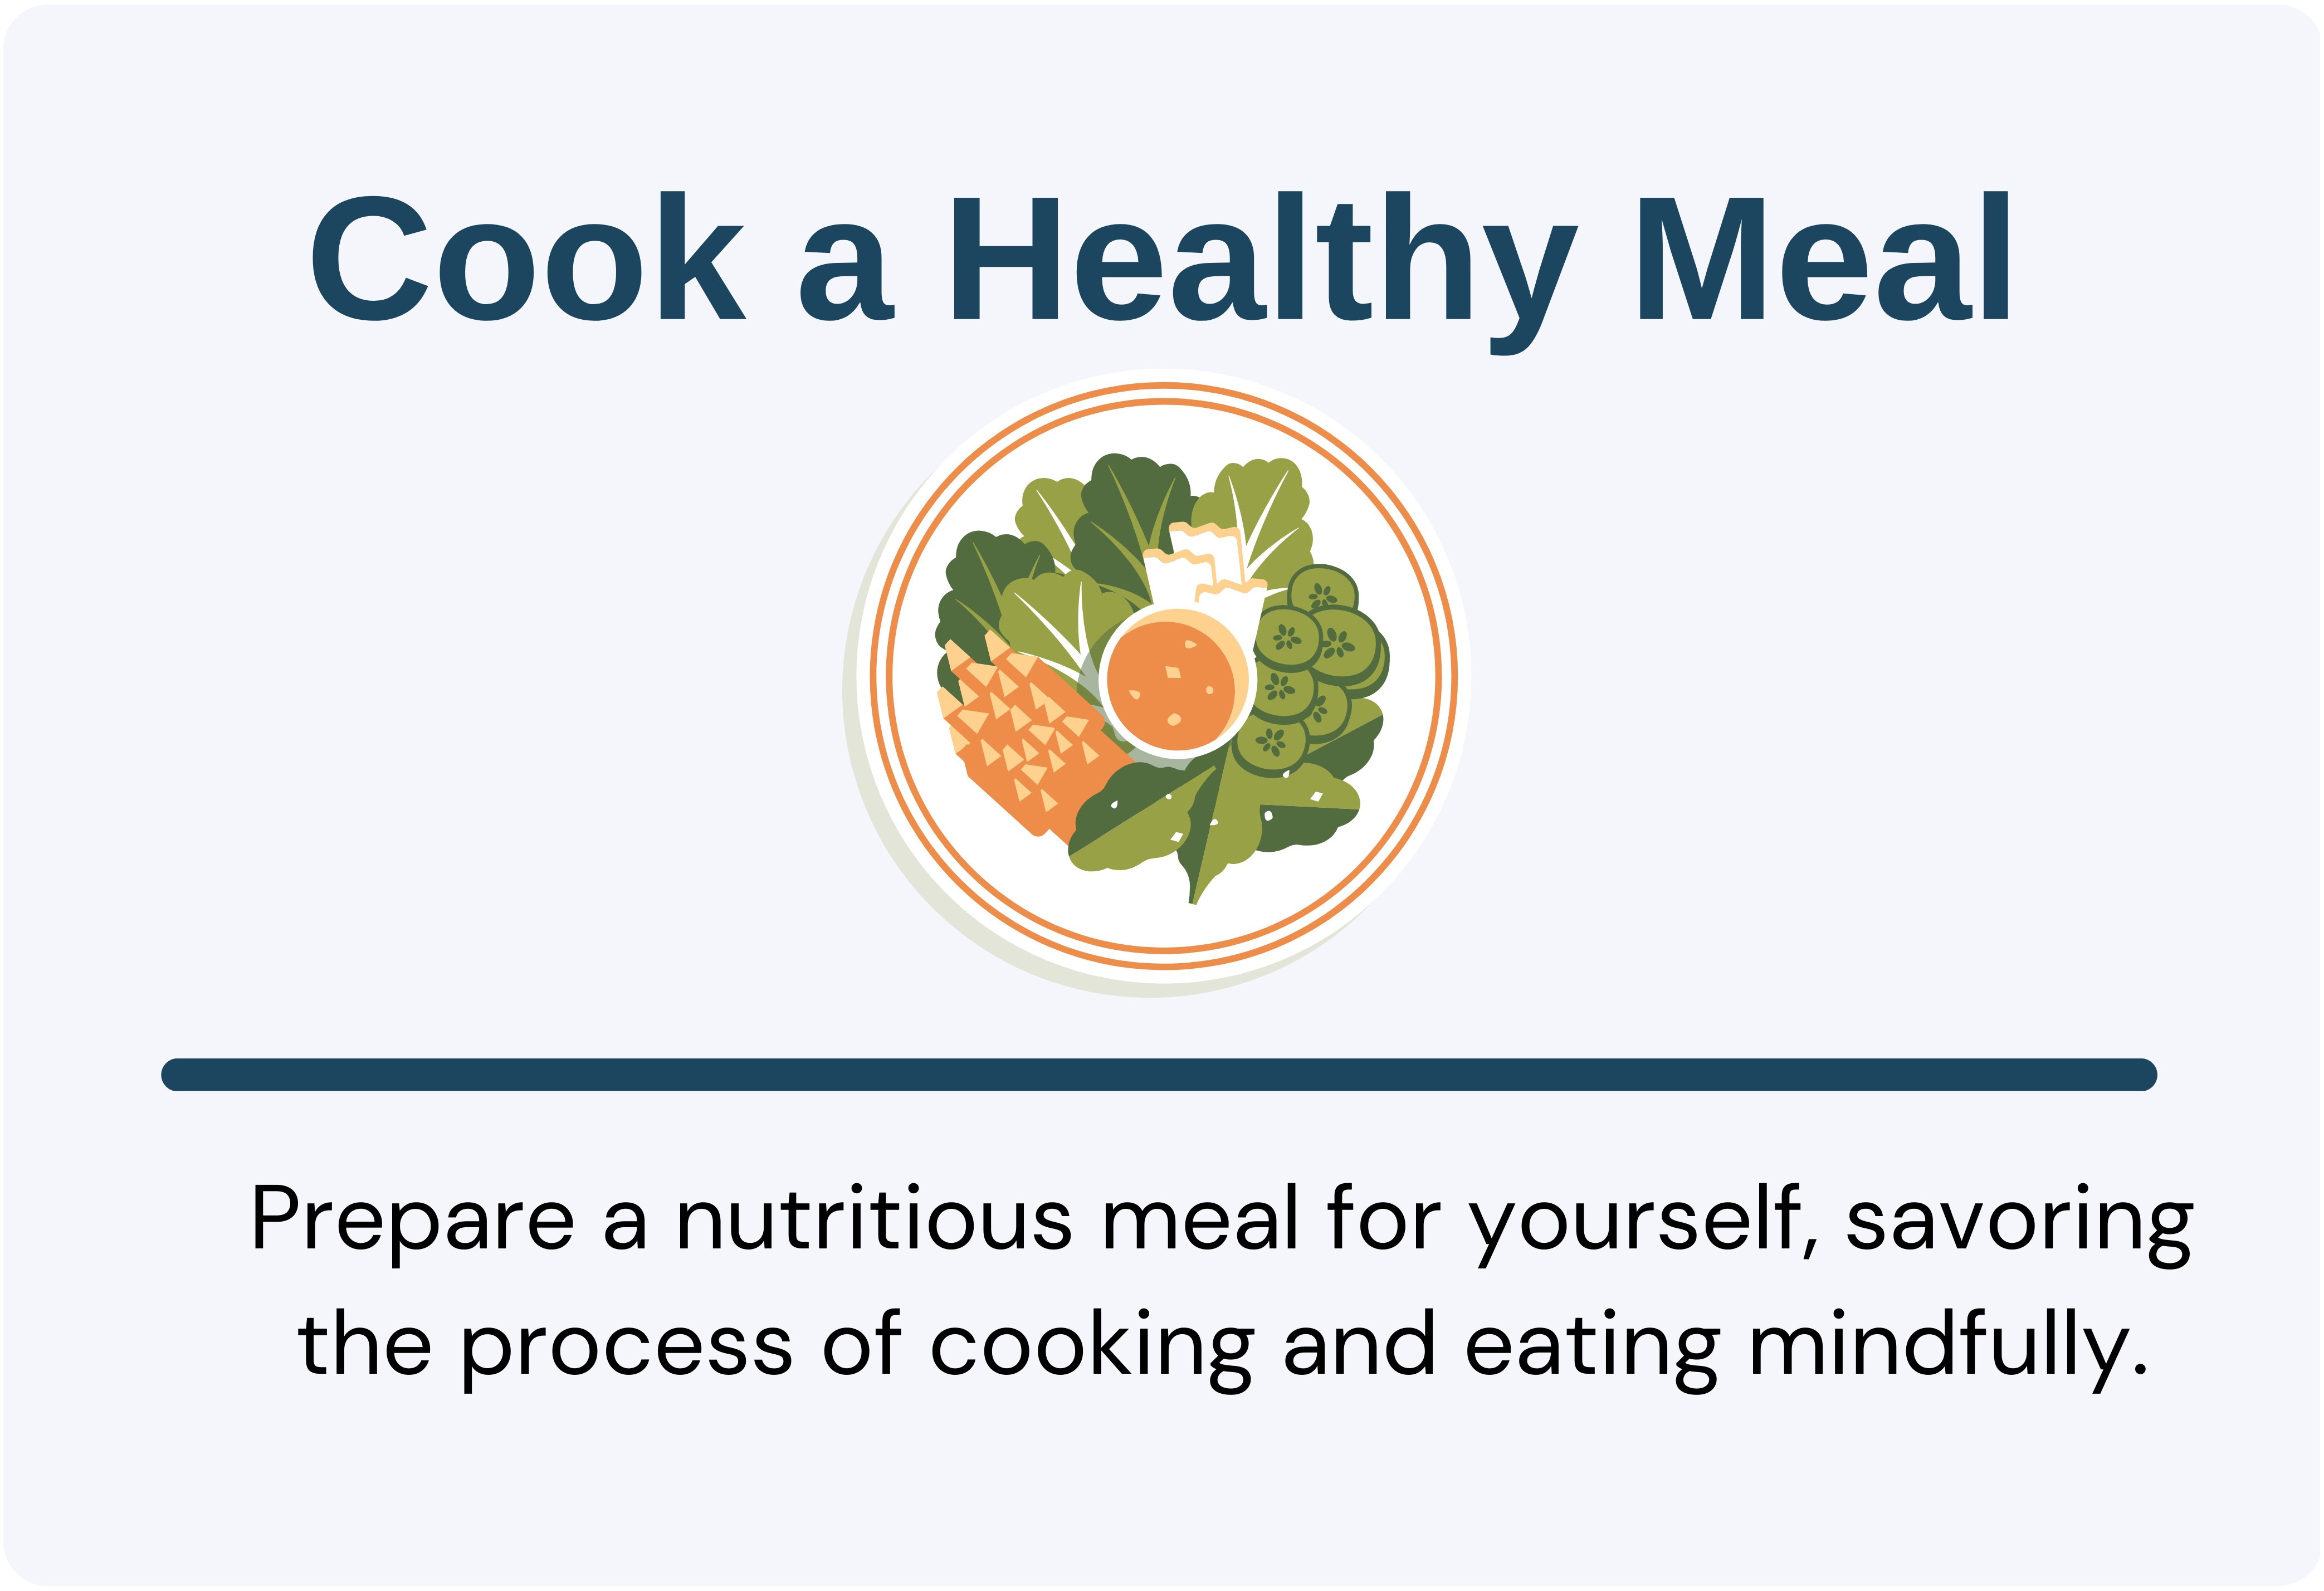 Cook a Healthy Meal
Prepare a nutritious meal for yourself, savoring
the process of cooking and eating mindfully.